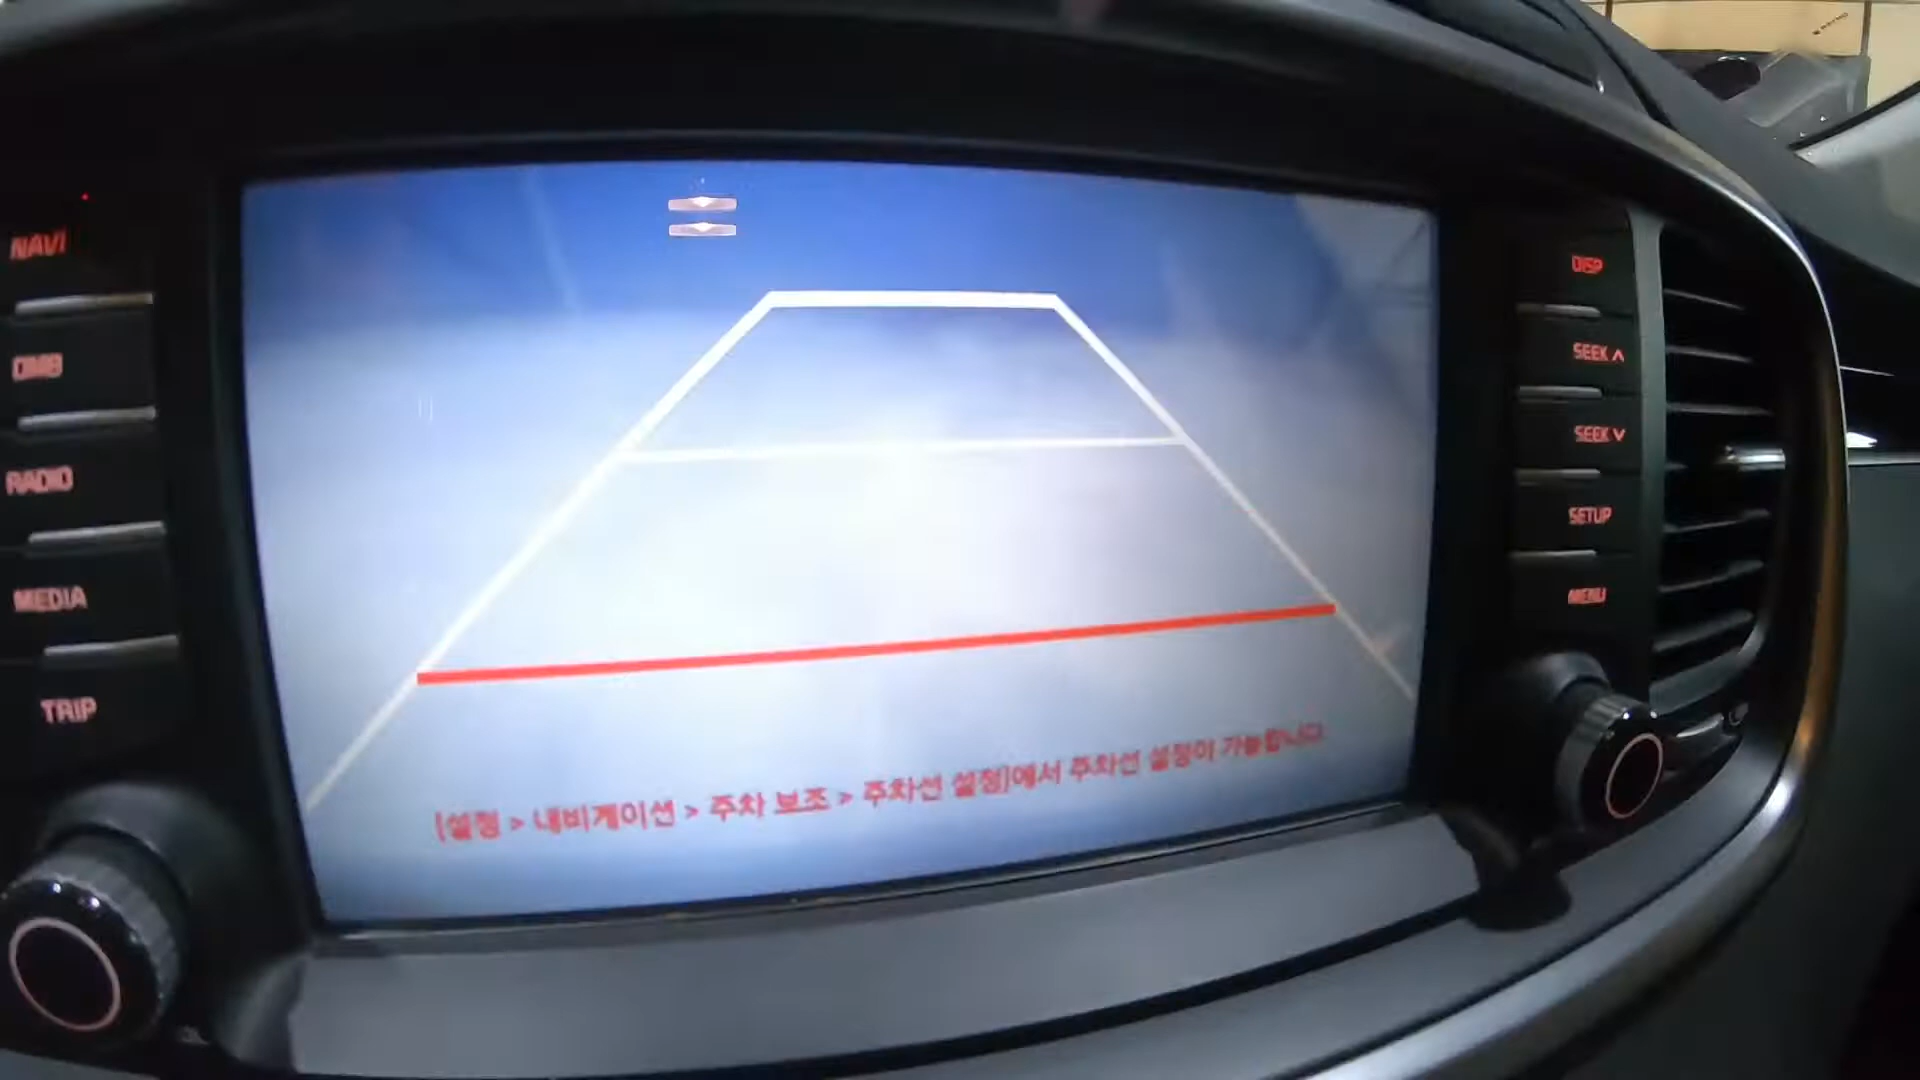 NAVI
DMB
RADIO
MEDIA
TRIP
DISP
SEEK ∧
SEEK ∨
SETUP
MENU
[설정 > 내비게이션 > 주차 보조 > 주차선 설정]에서 주차선 설정이 가능합니다